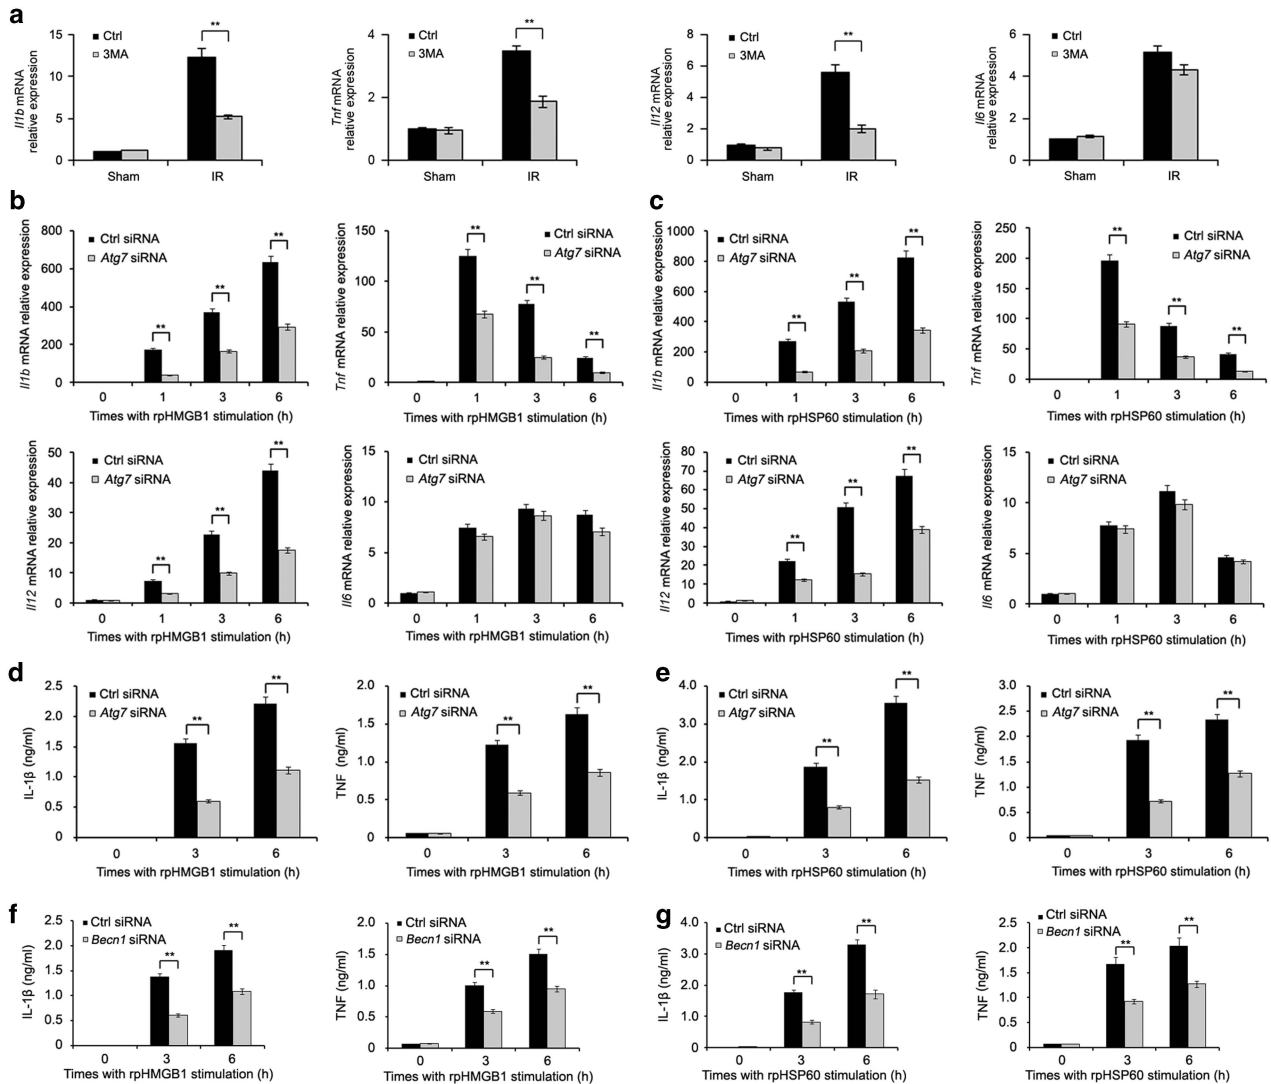 a
Il1b mRNA
relative expression
15
10
5
0
Ctrl
3MA
**
Sham
IR
Tnf mRNA
relative expression
4
2
0
Ctrl
3MA
**
Sham
IR
Il12 mRNA
relative expression
8
6
4
2
0
Ctrl
3MA
**
Sham
IR
Il6 mRNA
relative expression
6
4
2
0
Ctrl
3MA
Sham
IR
b
Il1b mRNA relative expression
800
600
400
200
0
Ctrl siRNA
Atg7 siRNA
**
**
**
0
1
3
6
Times with rpHMGB1 stimulation (h)
Tnf mRNA relative expression
150
100
50
0
Ctrl siRNA
Atg7 siRNA
**
**
**
0
1
3
6
Times with rpHMGB1 stimulation (h)
c
Il1b mRNA relative expression
1000
800
600
400
200
0
Ctrl siRNA
Atg7 siRNA
**
**
**
0
1
3
6
Times with rpHSP60 stimulation (h)
Tnf mRNA relative expression
250
200
150
100
50
0
Ctrl siRNA
Atg7 siRNA
**
**
**
0
1
3
6
Times with rpHSP60 stimulation (h)
Il12 mRNA relative expression
50
40
30
20
10
0
Ctrl siRNA
Atg7 siRNA
**
**
**
0
1
3
6
Times with rpHMGB1 stimulation (h)
Il6 mRNA relative expression
15
10
5
0
Ctrl siRNA
Atg7 siRNA
0
1
3
6
Times with rpHMGB1 stimulation (h)
Il12 mRNA relative expression
80
70
60
50
40
30
20
10
0
Ctrl siRNA
Atg7 siRNA
**
**
**
0
1
3
6
Times with rpHSP60 stimulation (h)
Il6 mRNA relative expression
15
10
5
0
Ctrl siRNA
Atg7 siRNA
0
1
3
6
Times with rpHSP60 stimulation (h)
d
IL-1β (ng/ml)
2.5
2.0
1.5
1.0
0.5
0
Ctrl siRNA
Atg7 siRNA
**
**
0
3
6
Times with rpHMGB1 stimulation (h)
TNF (ng/ml)
2.0
1.5
1.0
0.5
0
Ctrl siRNA
Atg7 siRNA
**
**
0
3
6
Times with rpHMGB1 stimulation (h)
e
IL-1β (ng/ml)
4.0
3.0
2.0
1.0
0
Ctrl siRNA
Atg7 siRNA
**
**
0
3
6
Times with rpHSP60 stimulation (h)
TNF (ng/ml)
3.0
2.5
2.0
1.5
1.0
0.5
0
Ctrl siRNA
Atg7 siRNA
**
**
0
3
6
Times with rpHSP60 stimulation (h)
f
IL-1β (ng/ml)
2.5
2.0
1.5
1.0
0.5
0
Ctrl siRNA
Becn1 siRNA
**
**
0
3
6
Times with rpHMGB1 stimulation (h)
TNF (ng/ml)
2.0
1.5
1.0
0.5
0
Ctrl siRNA
Becn1 siRNA
**
**
0
3
6
Times with rpHMGB1 stimulation (h)
g
IL-1β (ng/ml)
4.0
3.0
2.0
1.0
0
Ctrl siRNA
Becn1 siRNA
**
**
0
3
6
Times with rpHSP60 stimulation (h)
TNF (ng/ml)
2.5
2.0
1.5
1.0
0.5
0
Ctrl siRNA
Becn1 siRNA
**
**
0
3
6
Times with rpHSP60 stimulation (h)